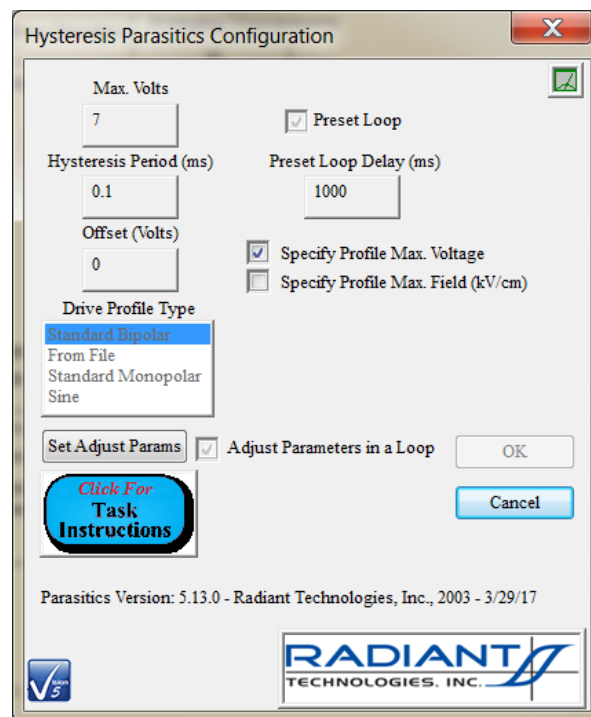 Hysteresis Parasitics Configuration
Max. Volts
7
Preset Loop
Hysteresis Period (ms)
Preset Loop Delay (ms)
0.1
1000
Offset (Volts)
0
Specify Profile Max. Voltage
Specify Profile Max. Field (kV/cm)
Drive Profile Type
Standard Bipolar
From File
Standard Monopolar
Sine
Set Adjust Params
Adjust Parameters in a Loop
OK
Click For
Task
Instructions
Cancel
Parasitics Version: 5.13.0 - Radiant Technologies, Inc., 2003 - 3/29/17
RADIANT
TECHNOLOGIES, INC.
Vision
5